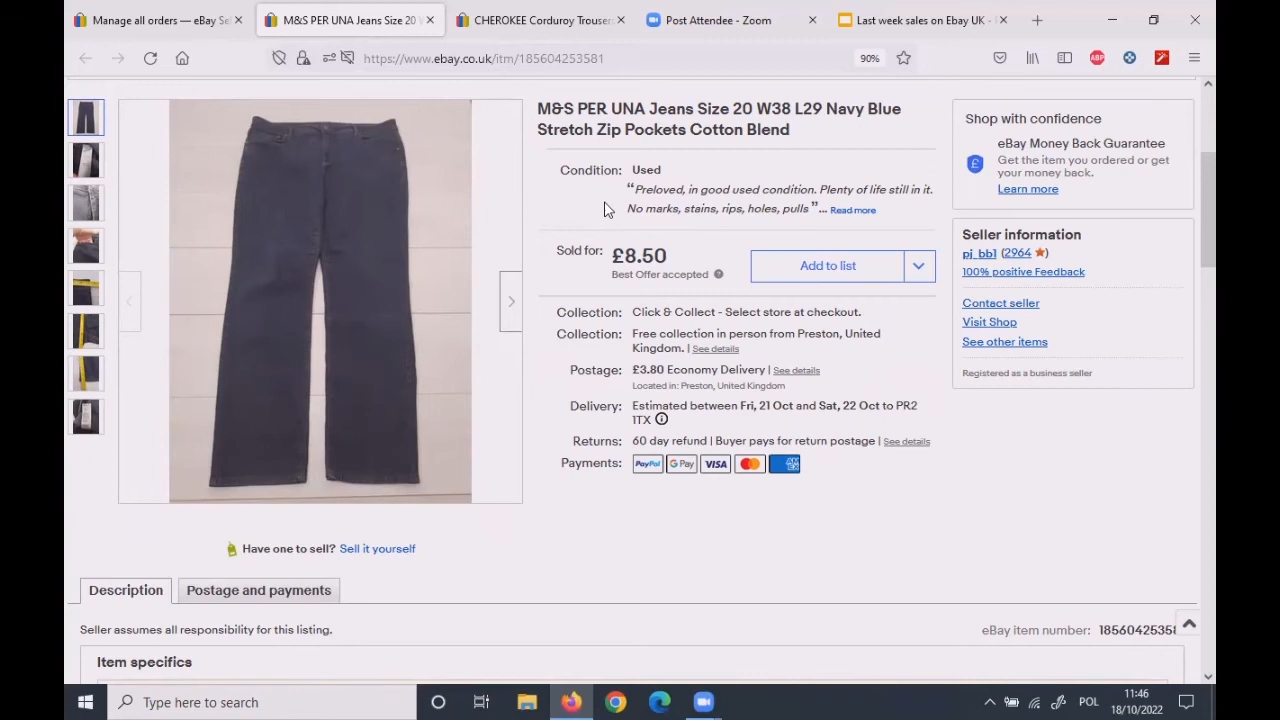 Manage all orders — eBay Se
M&S PER UNA Jeans Size 20 W
CHEROKEE Corduroy Trouser
Post Attendee - Zoom
Last week sales on Ebay UK -
https://www.ebay.co.uk/itm/185604253581
90%
ABP
M&S PER UNA Jeans Size 20 W38 L29 Navy Blue
Stretch Zip Pockets Cotton Blend
Condition: Used
“Preloved, in good used condition. Plenty of life still in it.
No marks, stains, rips, holes, pulls ”... Read more
Sold for: £8.50
Best Offer accepted
Add to list
Collection: Click & Collect - Select store at checkout.
Collection: Free collection in person from Preston, United
Kingdom. | See details
Postage: £3.80 Economy Delivery | See details
Located in: Preston, United Kingdom
Delivery: Estimated between Fri, 21 Oct and Sat, 22 Oct to PR2
1TX
Returns: 60 day refund | Buyer pays for return postage | See details
Payments: PayPal G Pay VISA
Shop with confidence
eBay Money Back Guarantee
Get the item you ordered or get
your money back.
Learn more
Seller information
pj_bb1 (2964)
100% positive Feedback
Contact seller
Visit Shop
See other items
Registered as a business seller
Have one to sell? Sell it yourself
Description
Postage and payments
Seller assumes all responsibility for this listing.
eBay item number: 1856042535
Item specifics
Type here to search
POL
11:46
18/10/2022